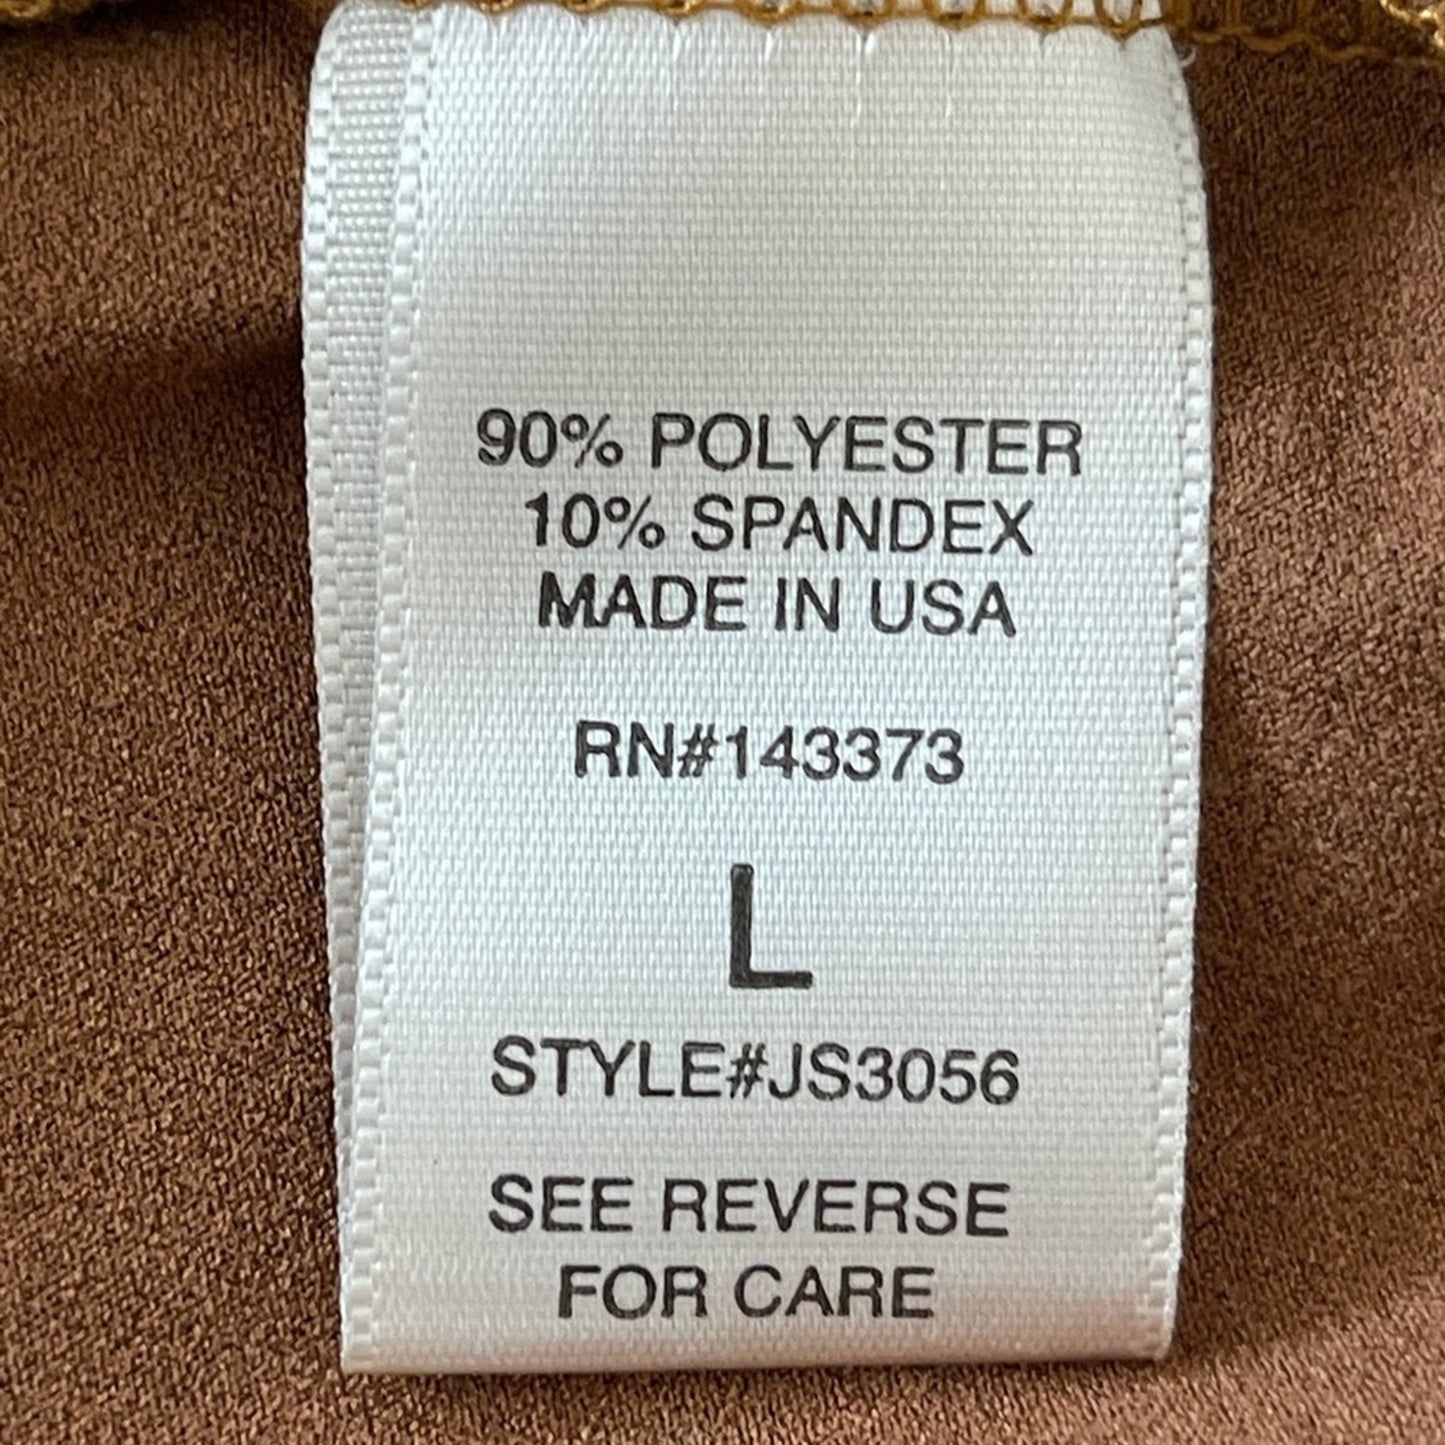 90% POLYESTER
10% SPANDEX
MADE IN USA
RN#143373
L
STYLE#JS3056
SEE REVERSE
FOR CARE